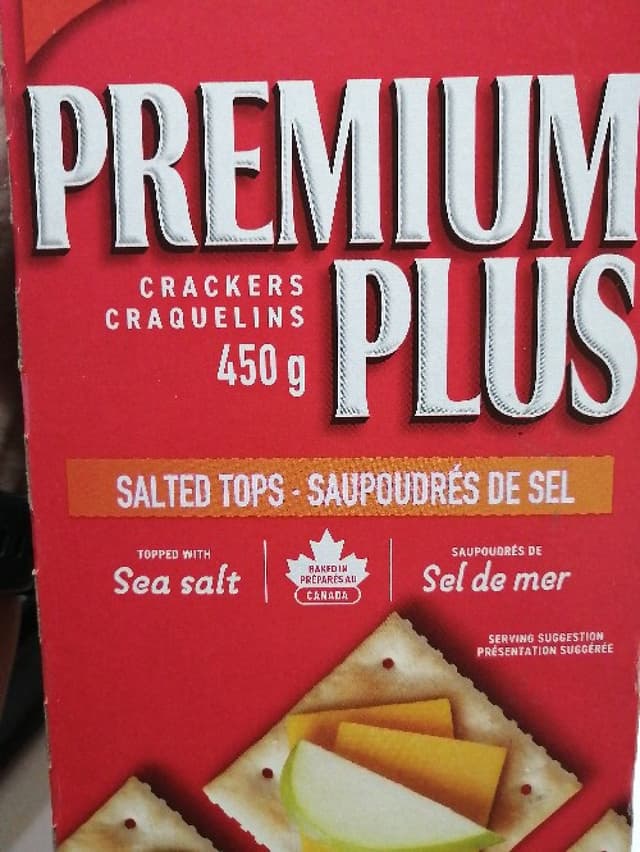 PREMIUM
PLUS
CRACKERS
CRAQUELINS
450 g
SALTED TOPS - SAUPOUDRÉS DE SEL
TOPPED WITH
Sea salt
BAKED IN
PRÉPARÉS AU
CANADA
SAUPOUDRÉS DE
Sel de mer
SERVING SUGGESTION
PRÉSENTATION SUGGÉRÉE